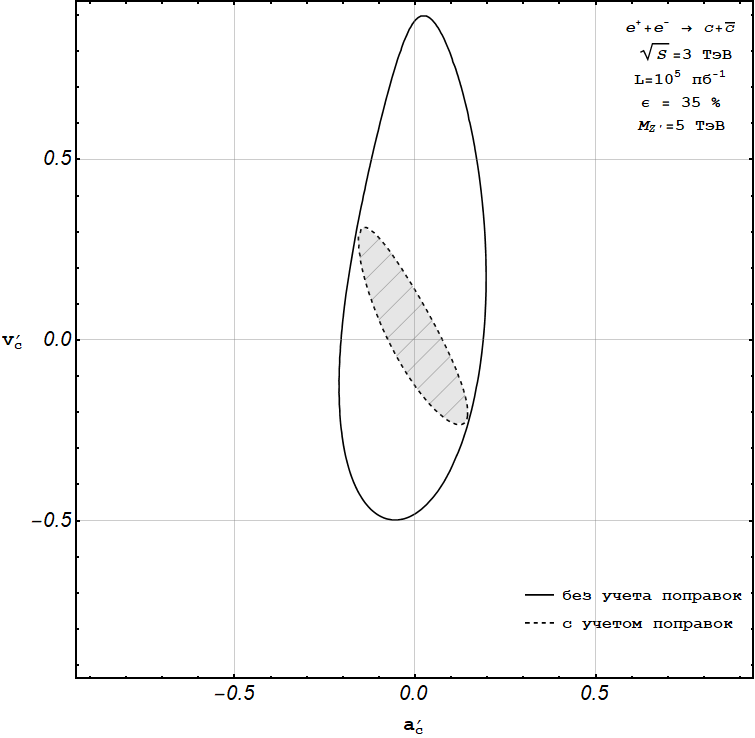 e⁺+e⁻ → c+c̅
√S=3 ТэВ
L=10⁵ пб⁻¹
ϵ = 35 %
M_Z′=5 ТэВ
0.5
v′_c 0.0
−0.5
без учета поправок
с учетом поправок
−0.5 0.0 0.5
a′_c